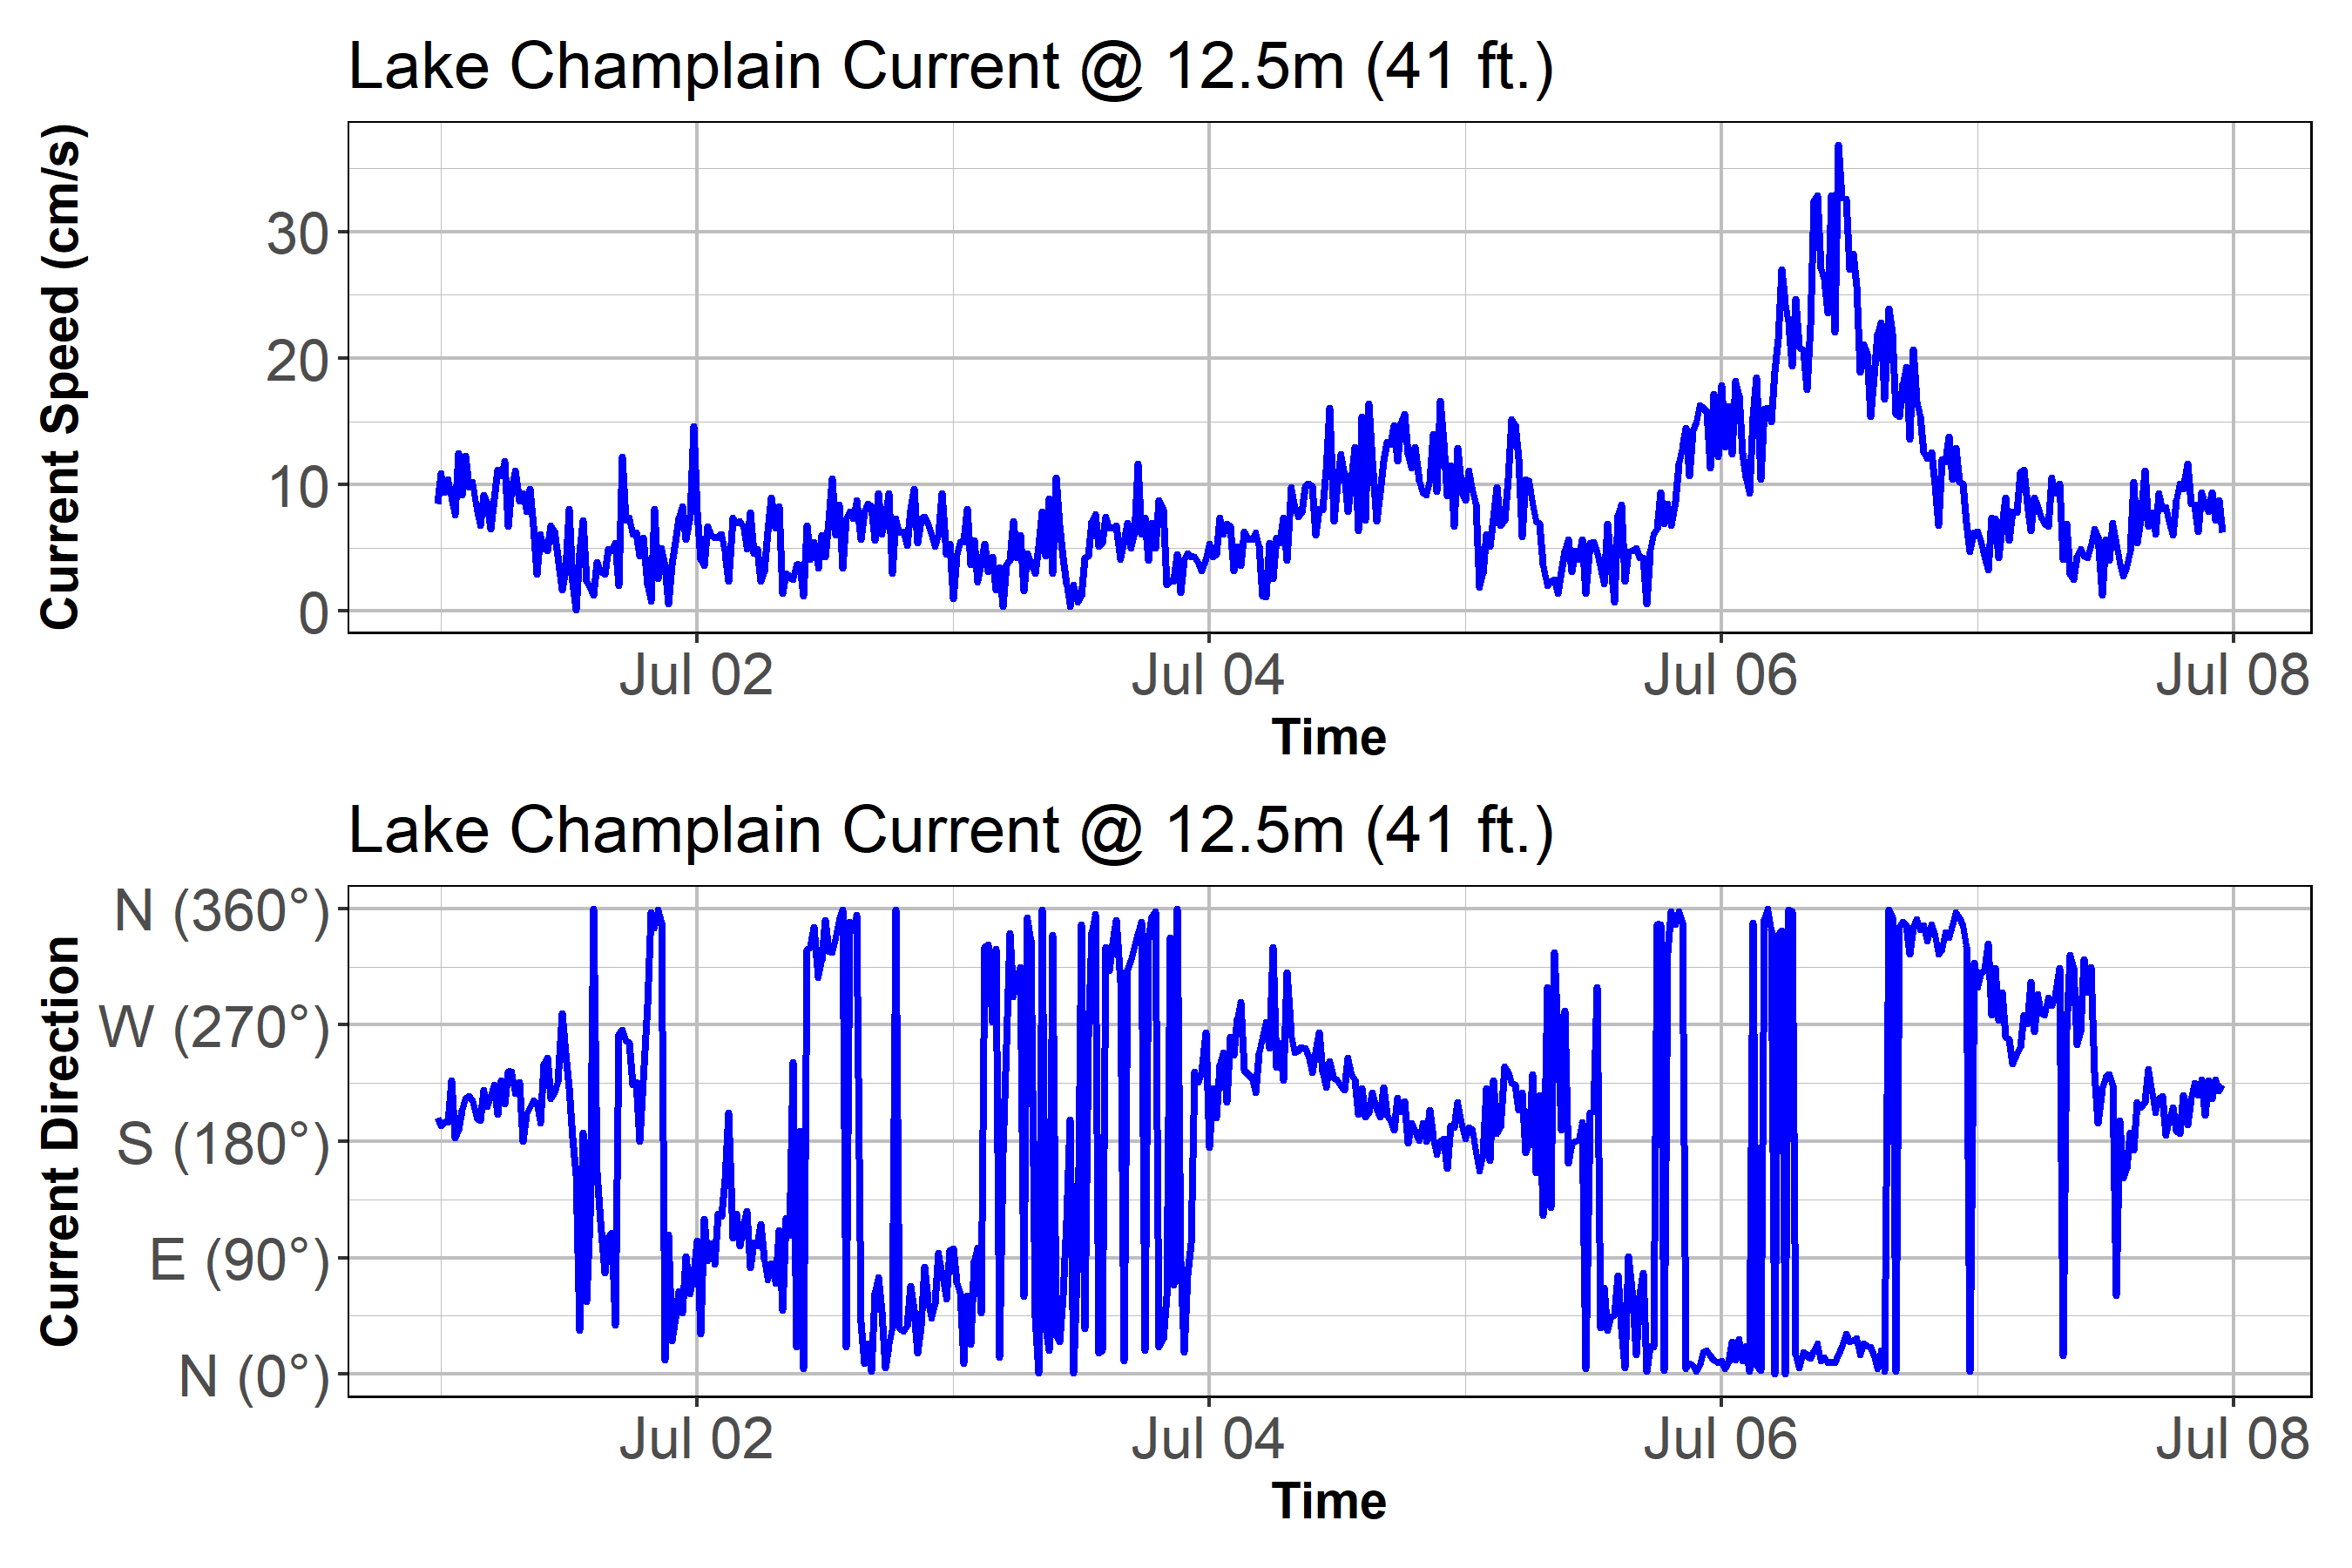 Lake Champlain Current @ 12.5m (41 ft.)
Current Speed (cm/s)
30
20
10
0
Jul 02 Jul 04 Jul 06 Jul 08
Time
Lake Champlain Current @ 12.5m (41 ft.)
Current Direction
N (360°)
W (270°)
S (180°)
E (90°)
N (0°)
Jul 02 Jul 04 Jul 06 Jul 08
Time